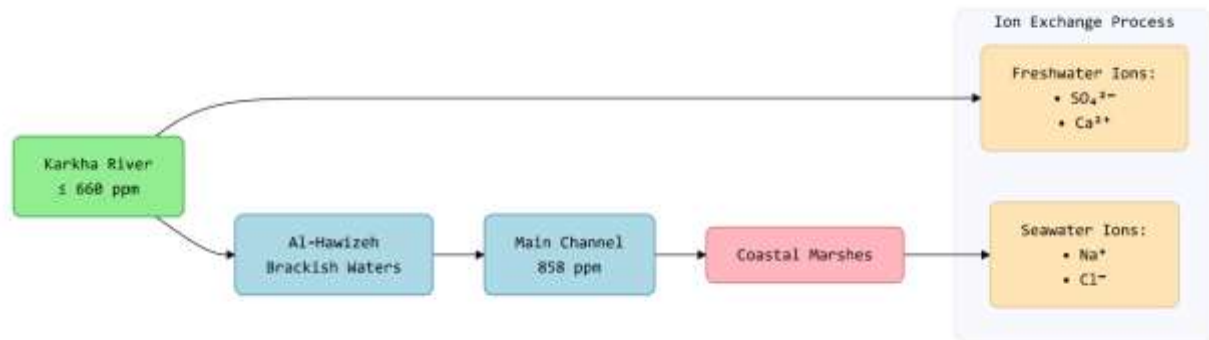 Ion Exchange Process
Freshwater Ions:
• SO₄²⁻
• Ca²⁺
Karkha River
≤ 660 ppm
Al-Hawizeh
Brackish Waters
Main Channel
858 ppm
Coastal Marshes
Seawater Ions:
• Na⁺
• Cl⁻